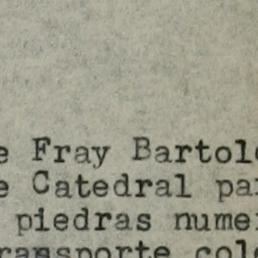 e Fray Bartol
e Catedral pa
piedras nume
ransporte col